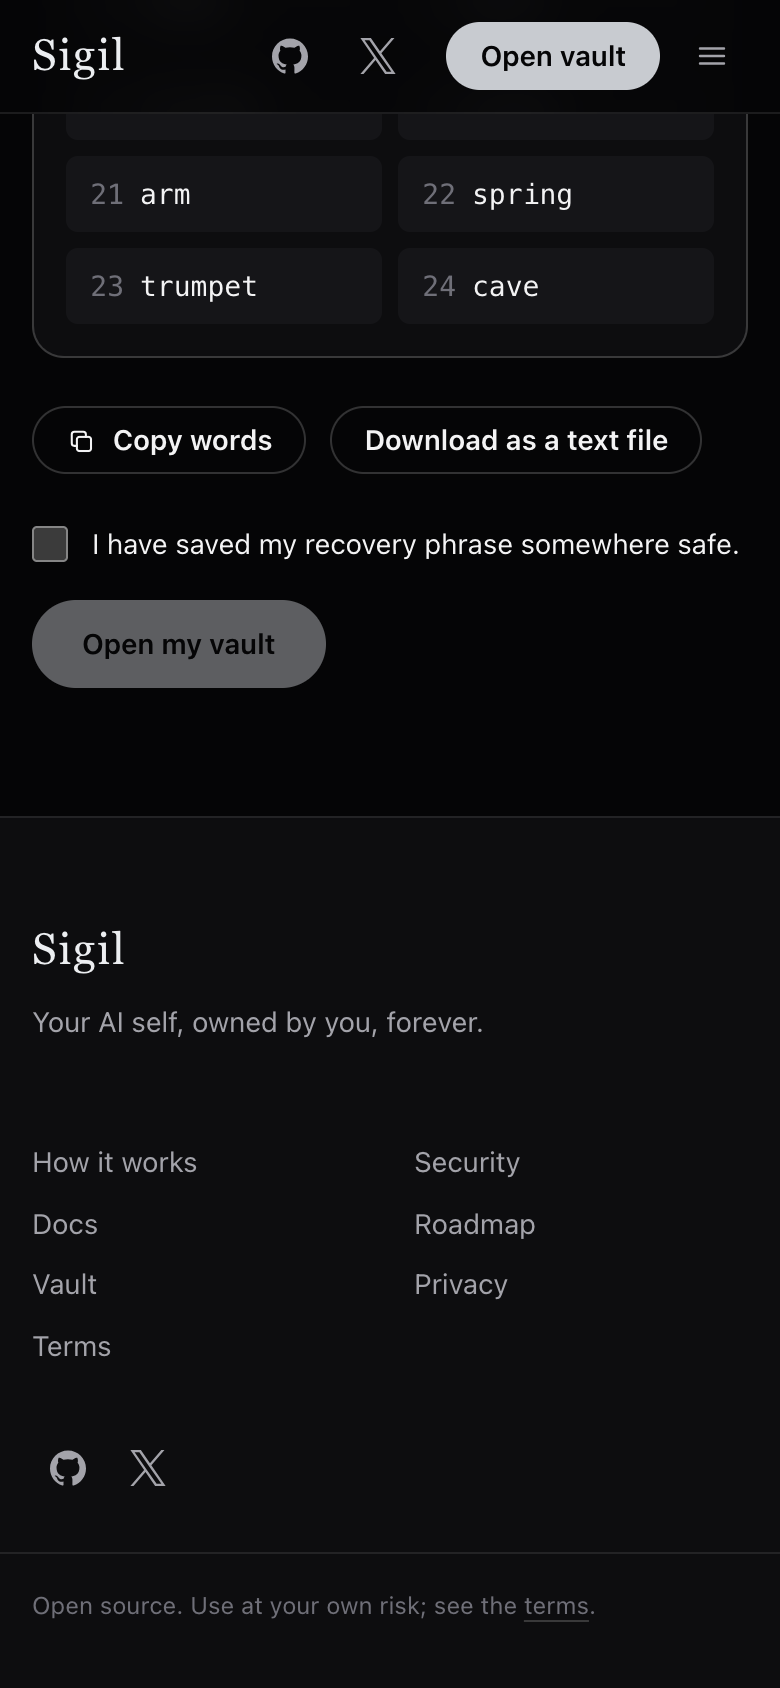 Sigil
Open vault
21 arm
22 spring
23 trumpet
24 cave
Copy words
Download as a text file
I have saved my recovery phrase somewhere safe.
Open my vault
Sigil
Your AI self, owned by you, forever.
How it works
Security
Docs
Roadmap
Vault
Privacy
Terms
Open source. Use at your own risk; see the terms.